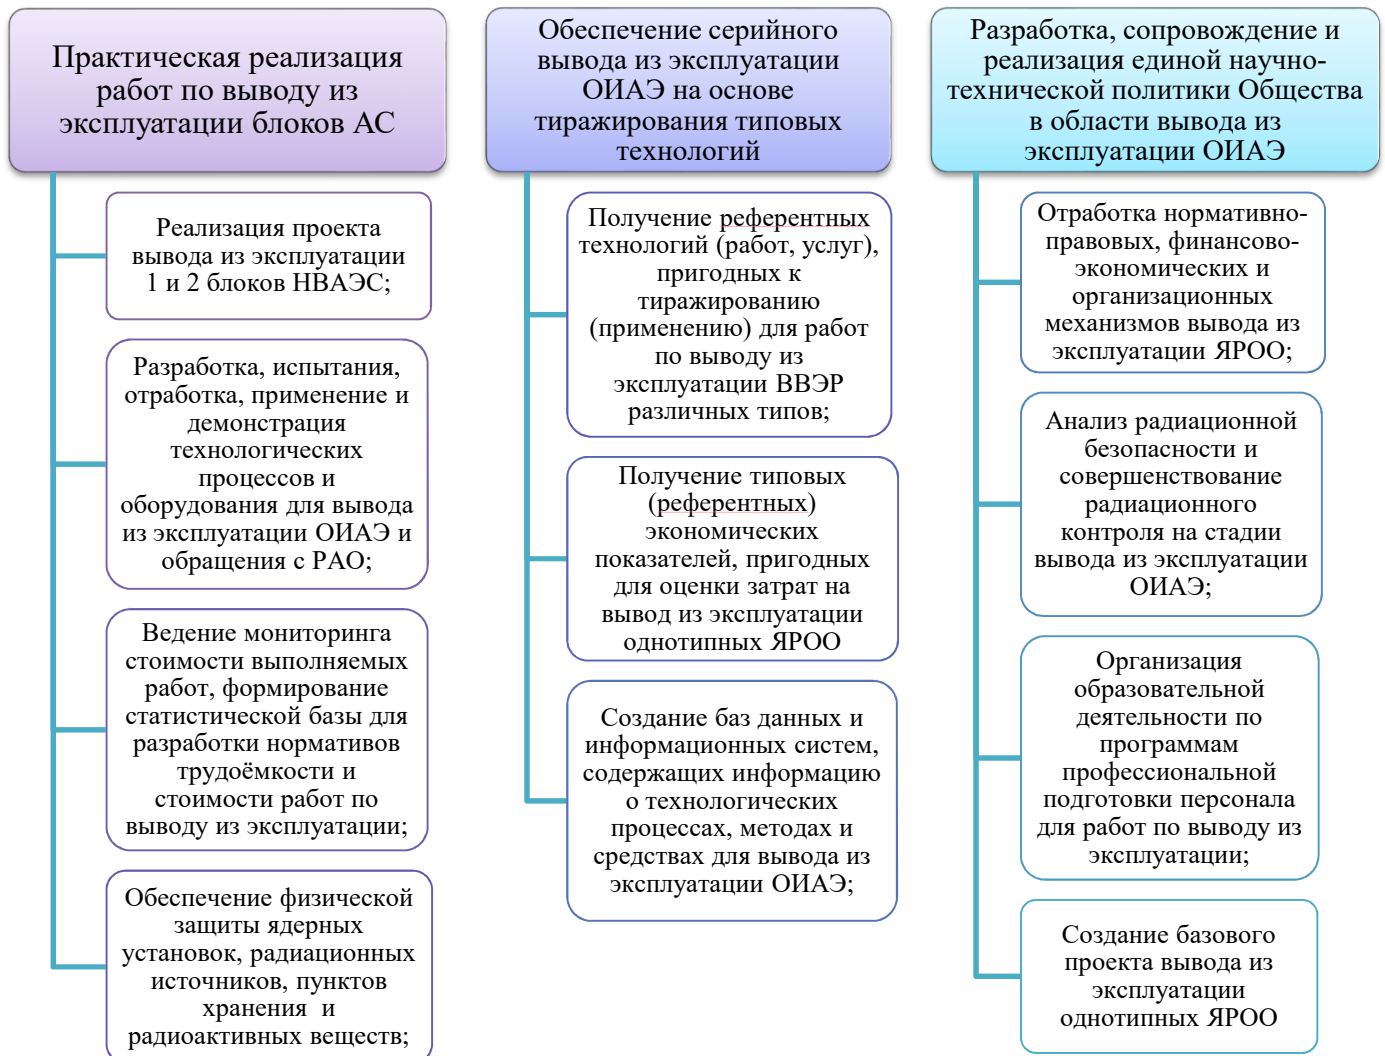 Практическая реализация
работ по выводу из
эксплуатации блоков АС
Реализация проекта
вывода из эксплуатации
1 и 2 блоков НВАЭС;
Разработка, испытания,
отработка, применение и
демонстрация
технологических
процессов и
оборудования для вывода
из эксплуатации ОИАЭ и
обращения с РАО;
Ведение мониторинга
стоимости выполняемых
работ, формирование
статистической базы для
разработки нормативов
трудоёмкости и
стоимости работ по
выводу из эксплуатации;
Обеспечение физической
защиты ядерных
установок, радиационных
источников, пунктов
хранения и
радиоактивных веществ;
Обеспечение серийного
вывода из эксплуатации
ОИАЭ на основе
тиражирования типовых
технологий
Получение референтных
технологий (работ, услуг),
пригодных к
тиражированию
(применению) для работ
по выводу из
эксплуатации ВВЭР
различных типов;
Получение типовых
(референтных)
экономических
показателей, пригодных
для оценки затрат на
вывод из эксплуатации
однотипных ЯРОО
Создание баз данных и
информационных систем,
содержащих информацию
о технологических
процессах, методах и
средствах для вывода из
эксплуатации ОИАЭ;
Разработка, сопровождение и
реализация единой научно-
технической политики Общества
в области вывода из
эксплуатации ОИАЭ
Отработка нормативно-
правовых, финансово-
экономических и
организационных
механизмов вывода из
эксплуатации ЯРОО;
Анализ радиационной
безопасности и
совершенствование
радиационного
контроля на стадии
вывода из эксплуатации
ОИАЭ;
Организация
образовательной
деятельности по
программам
профессиональной
подготовки персонала
для работ по выводу из
эксплуатации;
Создание базового
проекта вывода из
эксплуатации
однотипных ЯРОО